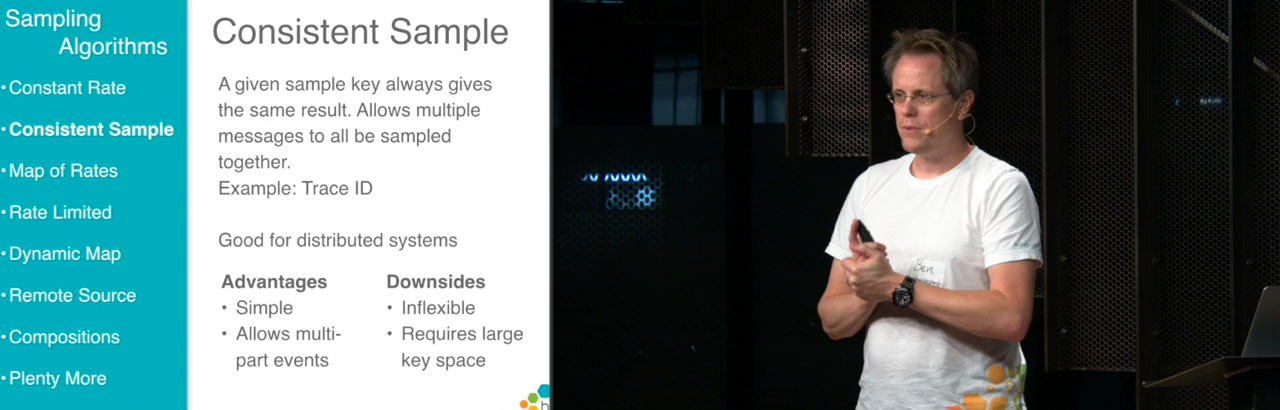 Sampling
Algorithms
•Constant Rate
•Consistent Sample
•Map of Rates
•Rate Limited
•Dynamic Map
•Remote Source
•Compositions
•Plenty More
Consistent Sample
A given sample key always gives
the same result. Allows multiple
messages to all be sampled
together.
Example: Trace ID
Good for distributed systems
Advantages
• Simple
• Allows multi-
part events
Downsides
• Inflexible
• Requires large
key space
h
Ben